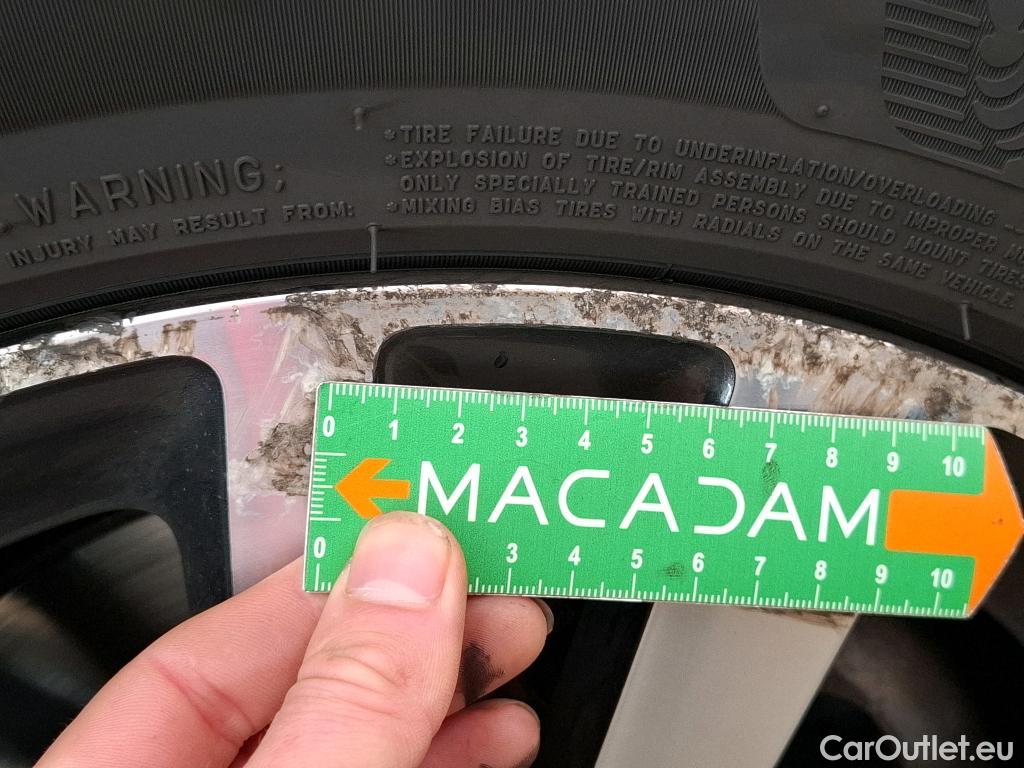 WARNING;
INJURY MAY RESULT FROM:
*TIRE FAILURE DUE TO UNDERINFLATION/OVERLOADING
*EXPLOSION OF TIRE/RIM ASSEMBLY DUE TO IMPROPER
ONLY SPECIALLY TRAINED PERSONS SHOULD MOUNT TIRES
*MIXING BIAS TIRES WITH RADIALS ON THE SAME VEHICLE.
0 1 2 3 4 5 6 7 8 9 10
MACADAM
0 3 4 5 6 7 8 9 10
CarOutlet.eu